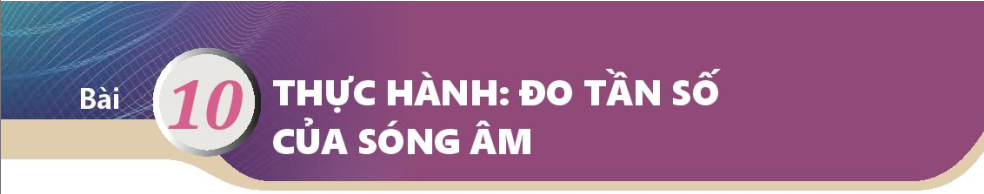 Bài
10
THỰC HÀNH: ĐO TẦN SỐ
CỦA SÓNG ÂM